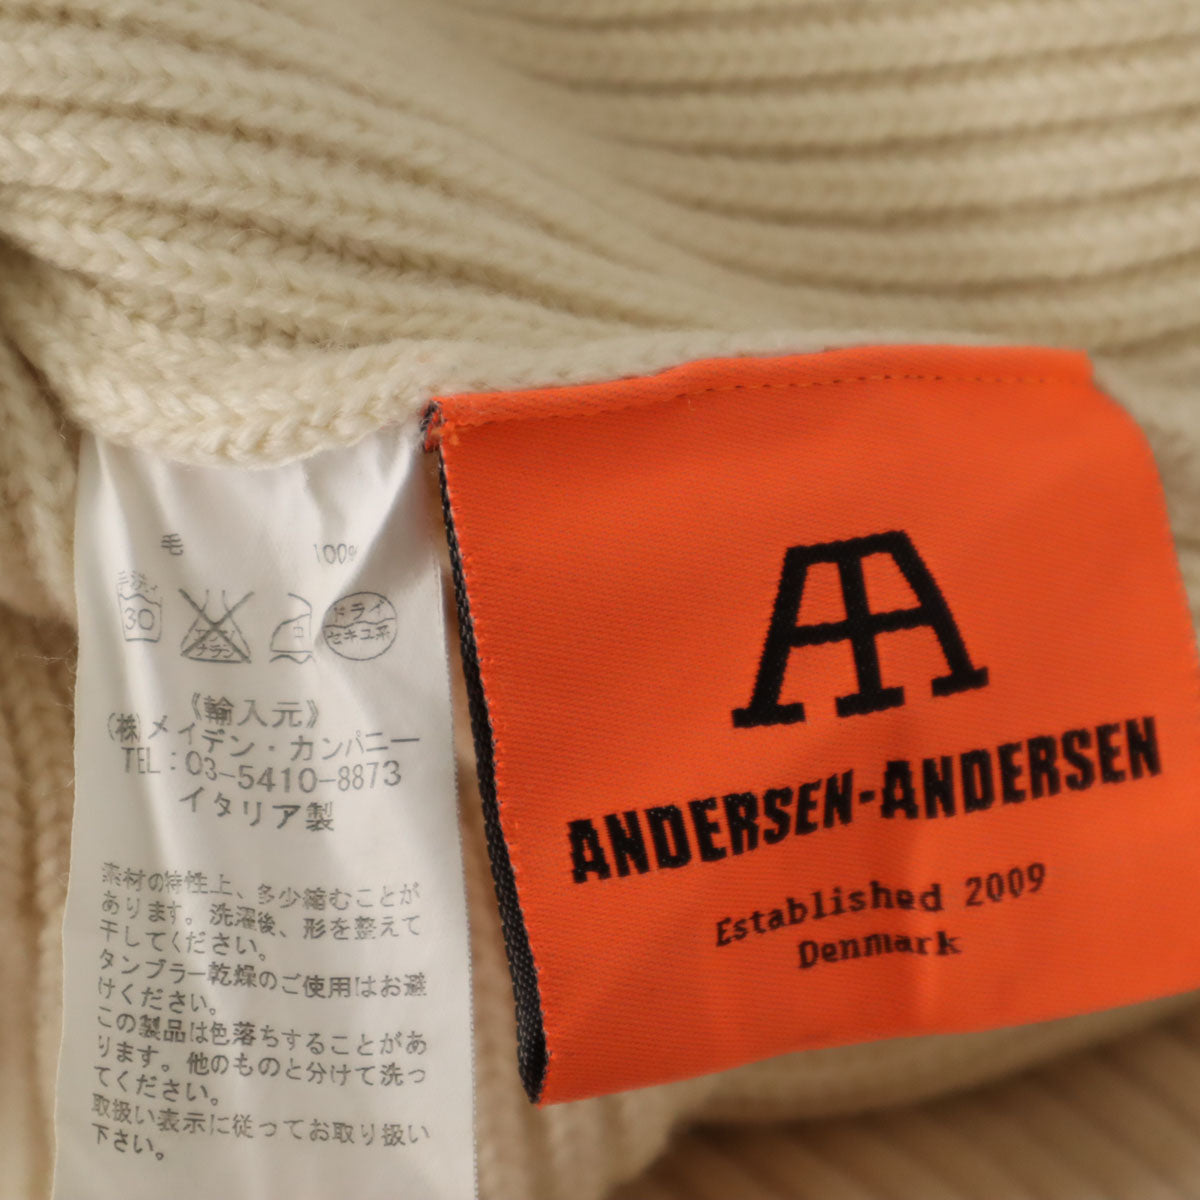 毛 100%
手洗イ
30
エンソ
サラシ
ドライ
セキユ系
《輸入元》
(株)メイデン・カンパニー
TEL:03-5410-8873
イタリア製
素材の特性上、多少縮むことが
あります。洗濯後、形を整えて
干してください。
タンブラー乾燥のご使用はお避
けください。
この製品は色落ちすることがあ
ります。他のものと分けて洗っ
てください。
取扱い表示に従ってお取り扱い
下さい。
AA
ANDERSEN-ANDERSEN
Established 2009
Denmark